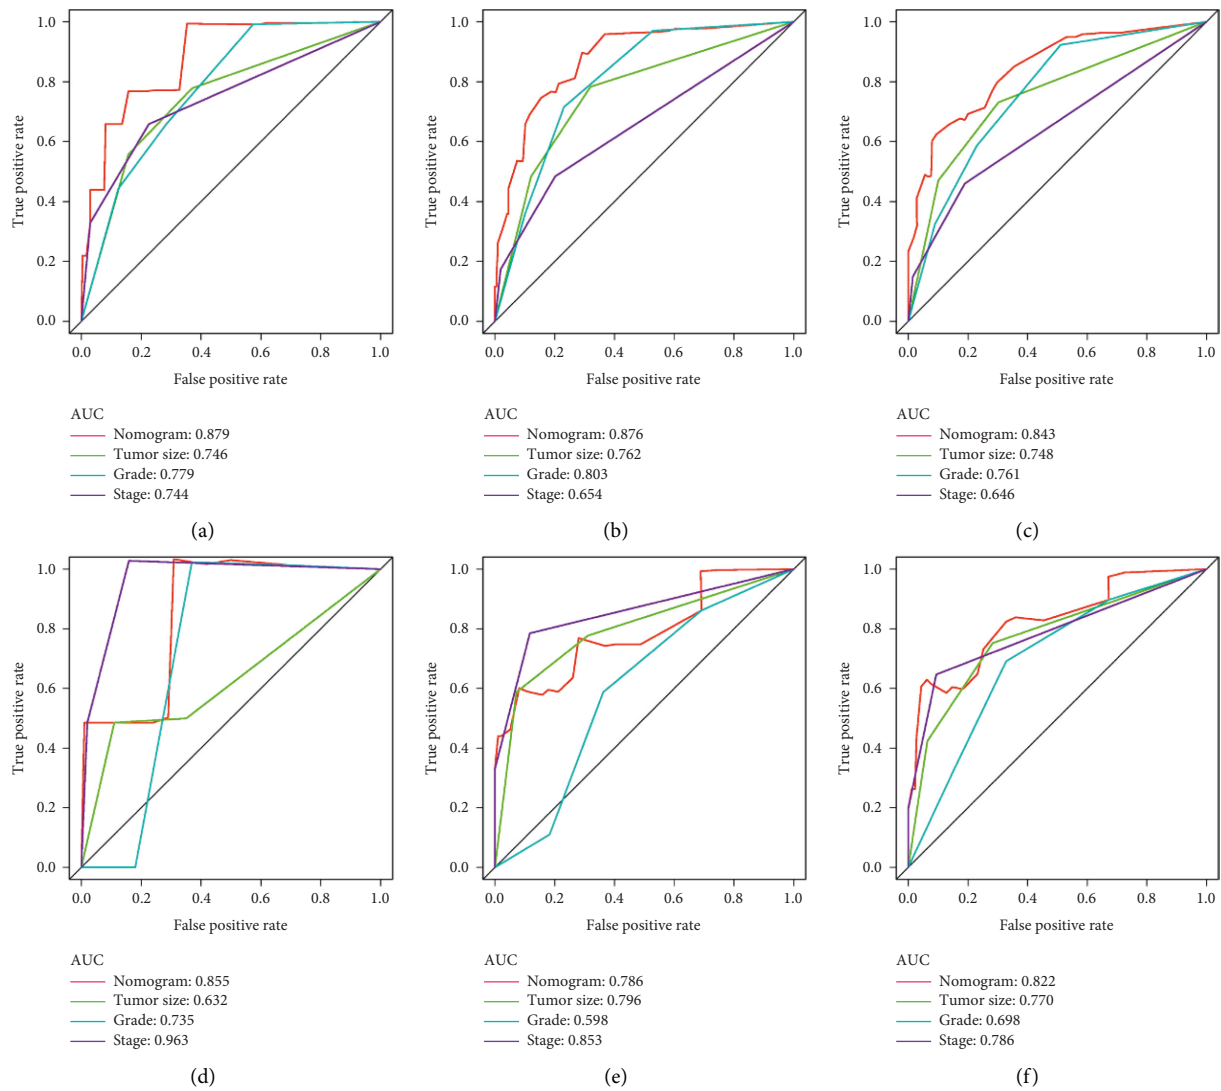 1.0
0.8
0.6
0.4
0.2
0.0
True positive rate
0.0 0.2 0.4 0.6 0.8 1.0
False positive rate
AUC
Nomogram: 0.879
Tumor size: 0.746
Grade: 0.779
Stage: 0.744
(a)
1.0
0.8
0.6
0.4
0.2
0.0
True positive rate
0.0 0.2 0.4 0.6 0.8 1.0
False positive rate
AUC
Nomogram: 0.876
Tumor size: 0.762
Grade: 0.803
Stage: 0.654
(b)
1.0
0.8
0.6
0.4
0.2
0.0
True positive rate
0.0 0.2 0.4 0.6 0.8 1.0
False positive rate
AUC
Nomogram: 0.843
Tumor size: 0.748
Grade: 0.761
Stage: 0.646
(c)
1.0
0.8
0.6
0.4
0.2
0.0
True positive rate
0.0 0.2 0.4 0.6 0.8 1.0
False positive rate
AUC
Nomogram: 0.855
Tumor size: 0.632
Grade: 0.735
Stage: 0.963
(d)
1.0
0.8
0.6
0.4
0.2
0.0
True positive rate
0.0 0.2 0.4 0.6 0.8 1.0
False positive rate
AUC
Nomogram: 0.786
Tumor size: 0.796
Grade: 0.598
Stage: 0.853
(e)
1.0
0.8
0.6
0.4
0.2
0.0
True positive rate
0.0 0.2 0.4 0.6 0.8 1.0
False positive rate
AUC
Nomogram: 0.822
Tumor size: 0.770
Grade: 0.698
Stage: 0.786
(f)